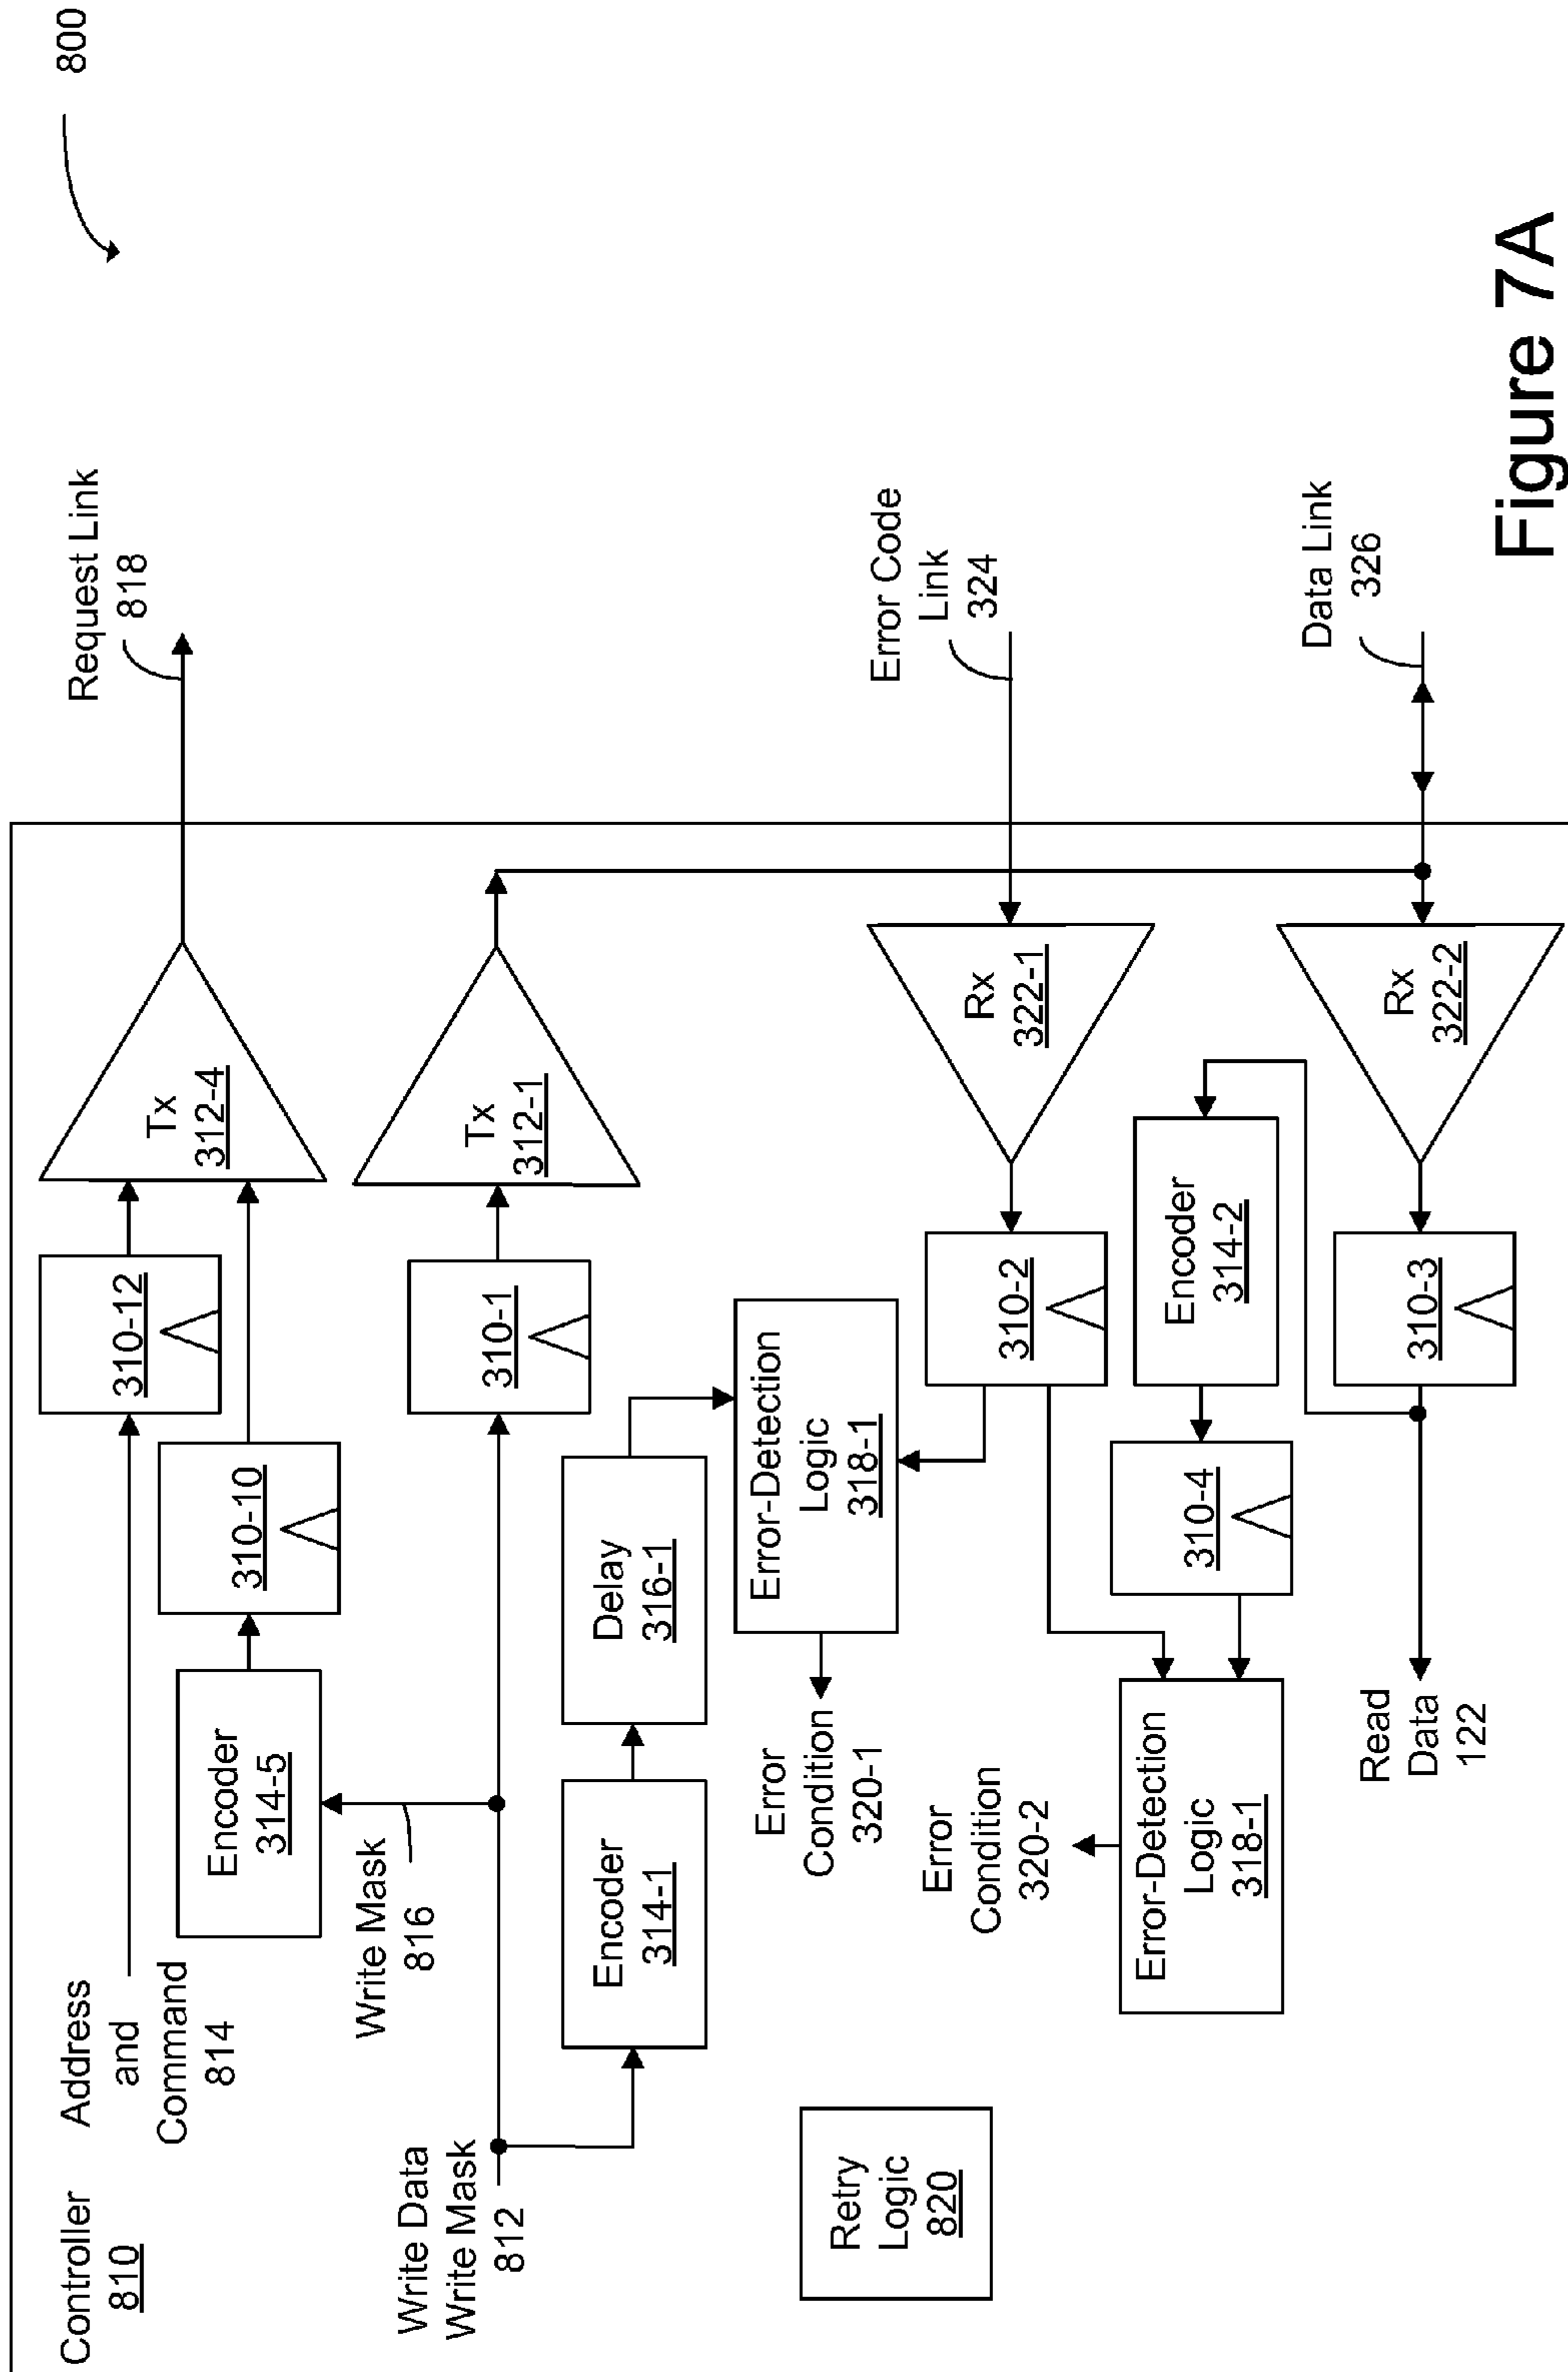 800
Controller
810
Address
and
Command
814
Request Link
818
Tx
312-4
310-12
310-10
Encoder
314-5
Write Mask
816
Write Data
Write Mask
812
Tx
312-1
310-1
Encoder
314-1
Delay
316-1
Error-Detection
Logic
318-1
Error
Condition
320-1
Error Code
Link
324
Rx
322-1
310-2
Retry
Logic
820
Encoder
314-2
310-4
Error
Condition
320-2
Error-Detection
Logic
318-1
Data Link
326
Rx
322-2
310-3
Read
Data
122
Figure 7A